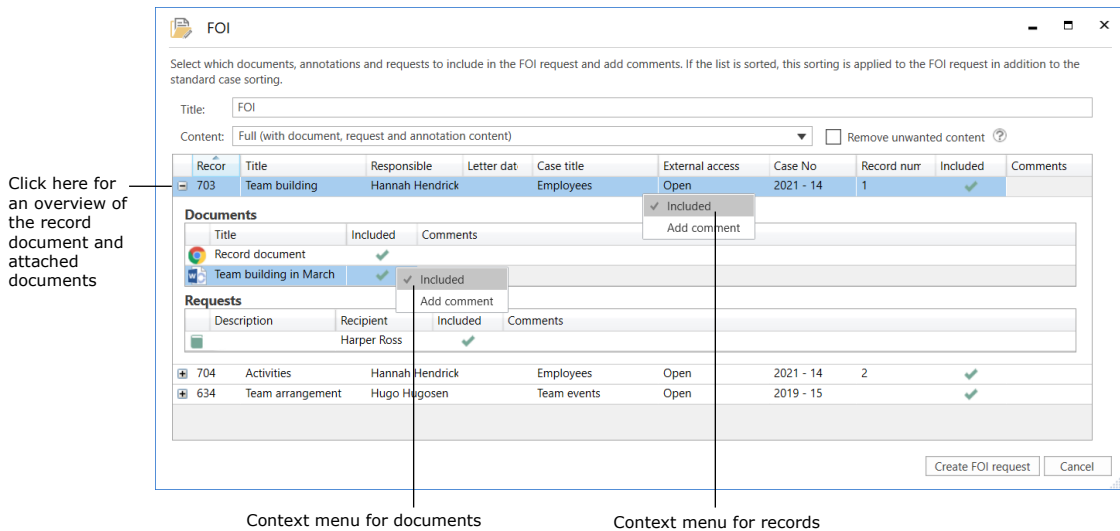 FOI
Select which documents, annotations and requests to include in the FOI request and add comments. If the list is sorted, this sorting is applied to the FOI request in addition to the
standard case sorting.
Title: FOI
Content: Full (with document, request and annotation content) Remove unwanted content ?
Recor Title Responsible Letter dat Case title External access Case No Record num Included Comments
703 Team building Hannah Hendrick Employees Open 2021 - 14 1
Included
Add comment
Click here for
an overview of
the record
document and
attached
documents
Documents
Title Included Comments
Record document
Team building in March
Included
Add comment
Requests
Description Recipient Included Comments
Harper Ross
704 Activities Hannah Hendrick Employees Open 2021 - 14 2
634 Team arrangement Hugo Hugosen Team events Open 2019 - 15
Create FOI request Cancel
Context menu for documents Context menu for records